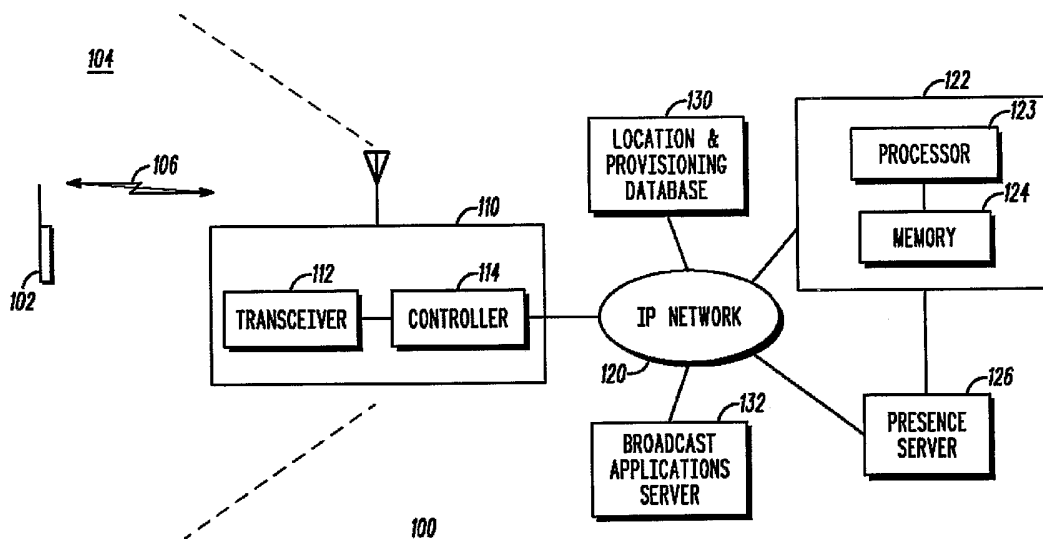 104
106
102
110
112
TRANSCEIVER
114
CONTROLLER
130
LOCATION &
PROVISIONING
DATABASE
IP NETWORK
120
132
BROADCAST
APPLICATIONS
SERVER
122
123
PROCESSOR
124
MEMORY
126
PRESENCE
SERVER
100